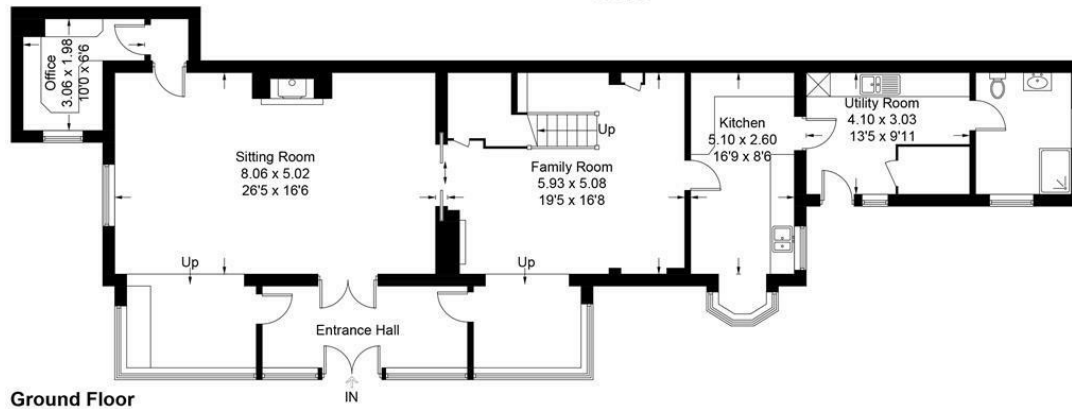 Office
3.06 x 1.98
10'0 x 6'6
Sitting Room
8.06 x 5.02
26'5 x 16'6
Up
Family Room
5.93 x 5.08
19'5 x 16'8
Kitchen
5.10 x 2.60
16'9 x 8'6
Utility Room
4.10 x 3.03
13'5 x 9'11
Up
Up
Entrance Hall
IN
Ground Floor